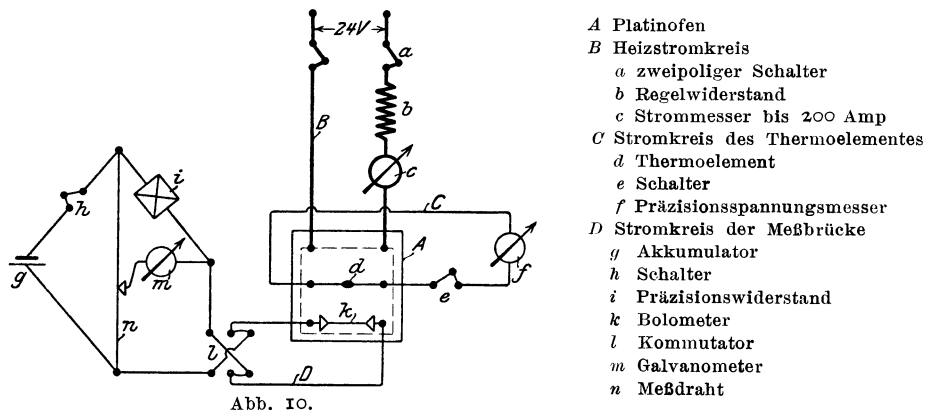 24V
a
b
B
c
C
A
h
i
g
m
d
f
e
n
k
l
D
Abb. 10.
A Platinofen
B Heizstromkreis
a zweipoliger Schalter
b Regelwiderstand
c Strommesser bis 200 Amp
C Stromkreis des Thermoelementes
d Thermoelement
e Schalter
f Präzisionsspannungsmesser
D Stromkreis der Meßbrücke
g Akkumulator
h Schalter
i Präzisionswiderstand
k Bolometer
l Kommutator
m Galvanometer
n Meßdraht